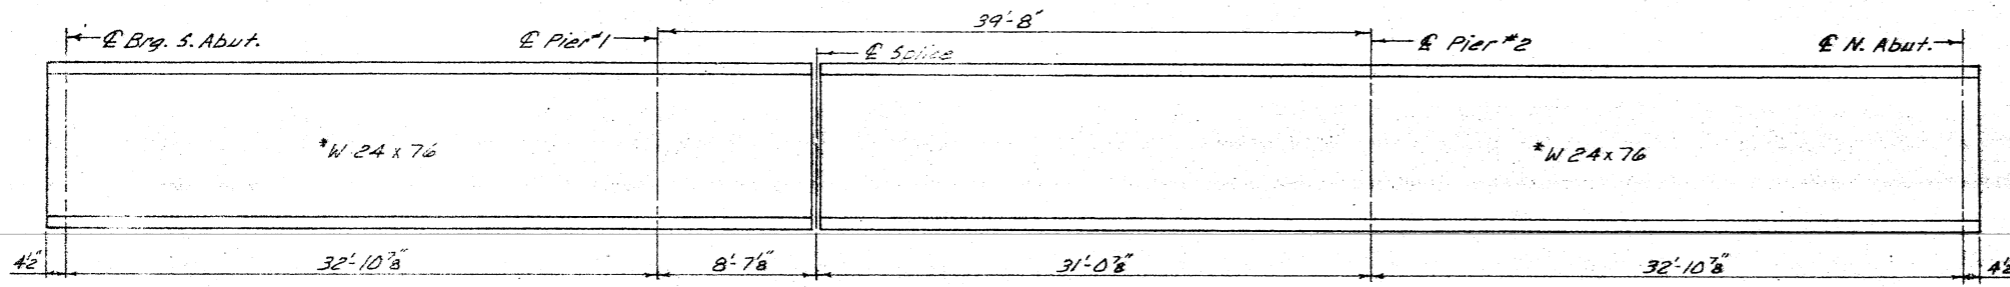 39'-8"
℄ Brg. S. Abut.
℄ Pier #1
℄ Splice
℄ Pier #2
℄ N. Abut.
*W 24 x 76
*W 24 x 76
4½"
32'-10⅞"
8'-7⅛"
31'-0⅞"
32'-10⅞"
4½